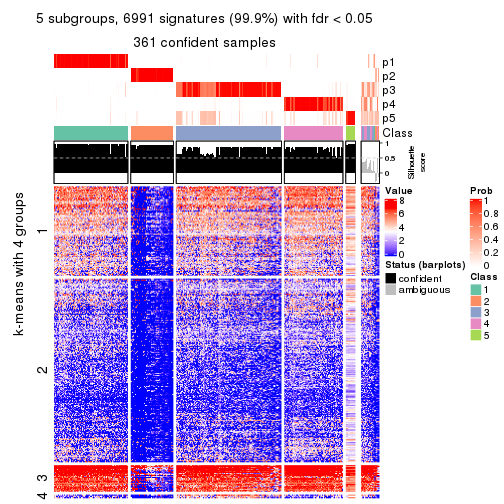 5 subgroups, 6991 signatures (99.9%) with fdr < 0.05
361 confident samples
p1
p2
p3
p4
p5
Class
1
0.5
0
Silhouette
score
k-means with 4 groups
1
2
3
4
Value
8
6
4
2
0
Status (barplots)
confident
ambiguous
Prob
1
0.8
0.6
0.4
0.2
0
Class
1
2
3
4
5